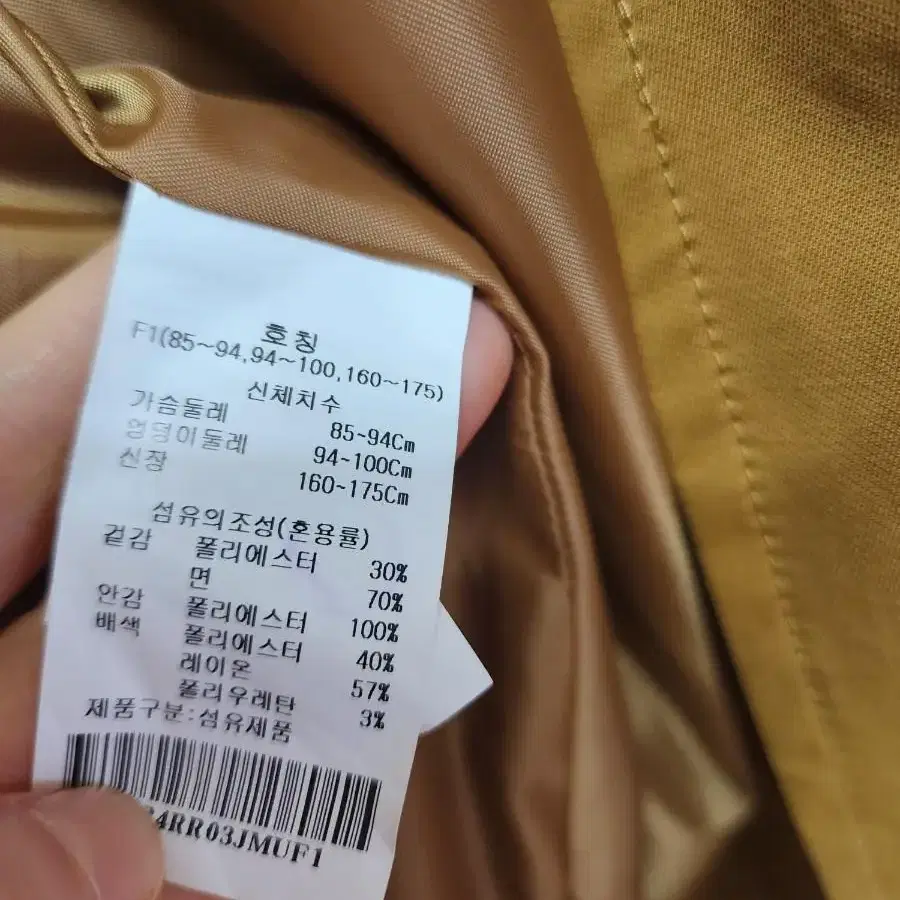 호칭
F1(85~94,94~100,160~175)
신체치수
가슴둘레 85~94Cm
엉덩이둘레 94~100Cm
신장 160~175Cm
섬유의조성(혼용률)
겉감 폴리에스터 30%
면 70%
안감 폴리에스터 100%
배색 폴리에스터 40%
레이온 57%
폴리우레탄 3%
제품구분:섬유제품
4RR03JMUF1